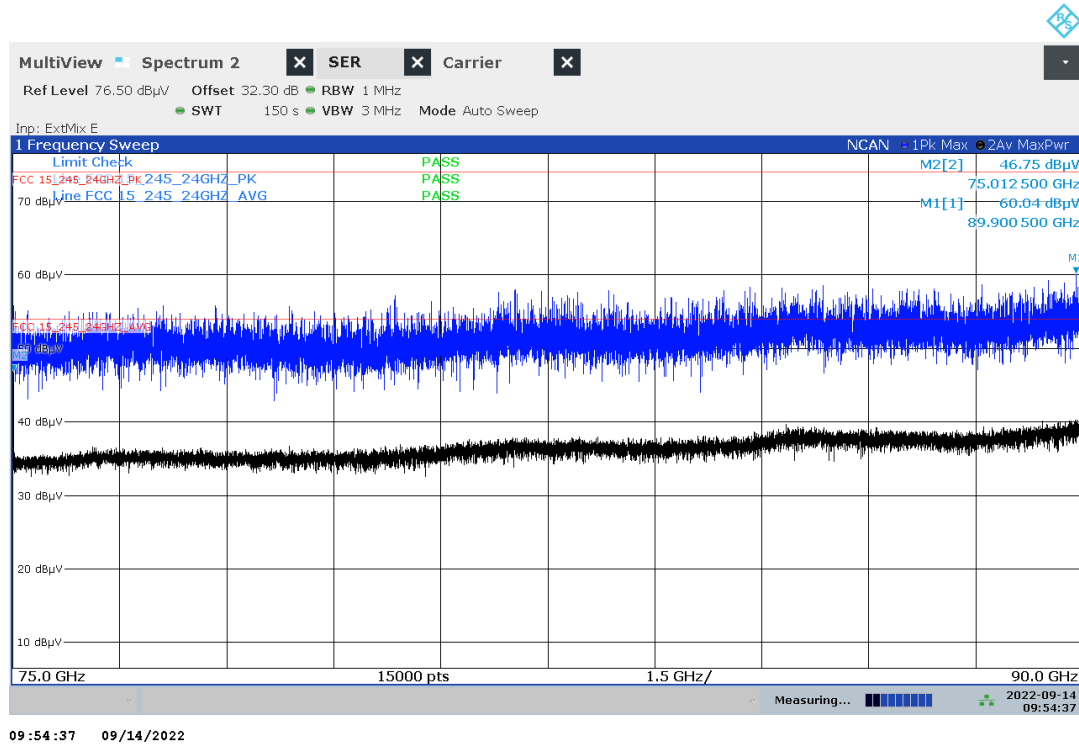 R&S
MultiView Spectrum 2 SER Carrier
Ref Level 76.50 dBµV Offset 32.30 dB RBW 1 MHz
SWT 150 s VBW 3 MHz Mode Auto Sweep
Inp: ExtMix E
1 Frequency Sweep NCAN 1Pk Max 2Av MaxPwr
Limit Check PASS M2[2] 46.75 dBµV
FCC 15_245_24GHZ_PK 245_24GHZ_PK PASS 75.012 500 GHz
Line FCC 15_245_24GHZ_AVG PASS M1[1] 60.04 dBµV
70 dBµV
89.900 500 GHz
M1
60 dBµV
FCC 15_245_24GHZ_AVG
50 dBµV
M2
40 dBµV
30 dBµV
20 dBµV
10 dBµV
75.0 GHz 15000 pts 1.5 GHz/ 90.0 GHz
Measuring... 2022-09-14
09:54:37
09:54:37 09/14/2022